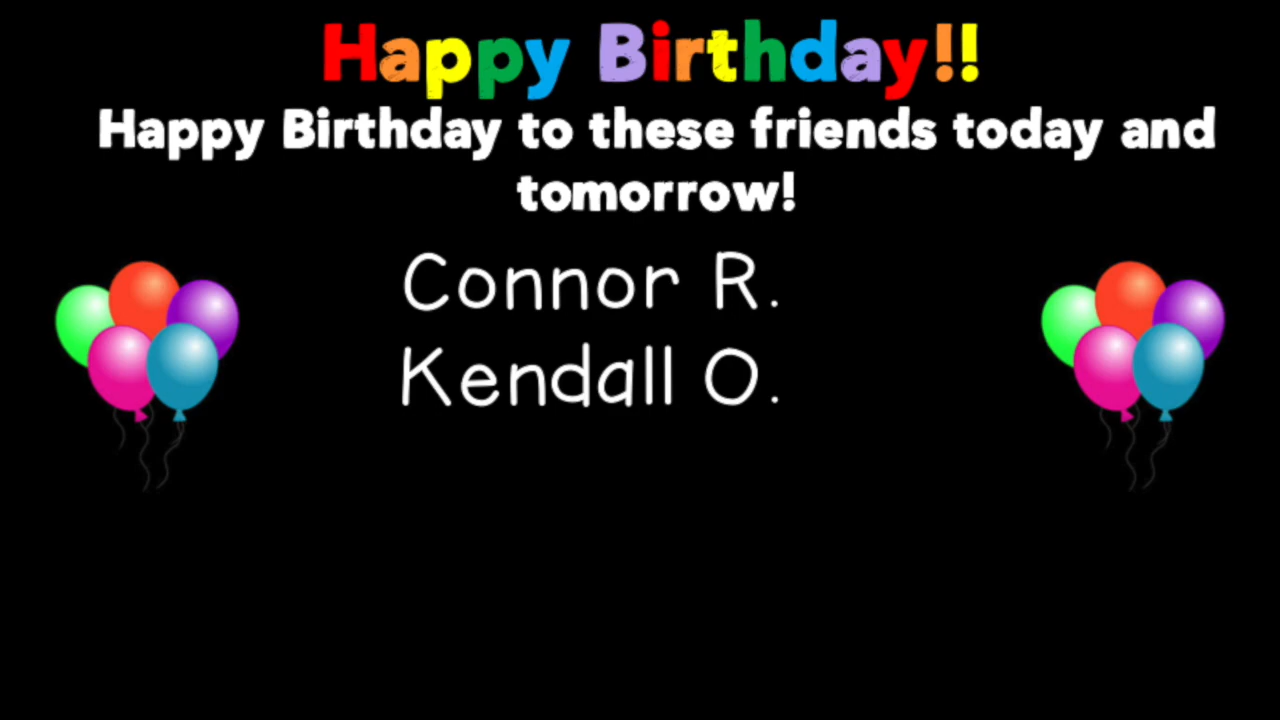 Happy Birthday!!
Happy Birthday to these friends today and
tomorrow!
Connor R.
Kendall O.